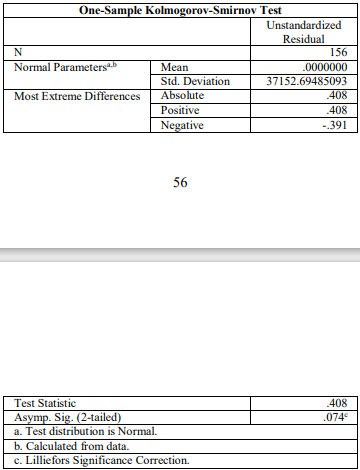 One-Sample Kolmogorov-Smirnov Test
Unstandardized
Residual
N 156
Normal Parametersa,b Mean .0000000
Std. Deviation 37152.69485093
Most Extreme Differences Absolute .408
Positive .408
Negative -.391
56
Test Statistic .408
Asymp. Sig. (2-tailed) .074c
a. Test distribution is Normal.
b. Calculated from data.
c. Lilliefors Significance Correction.